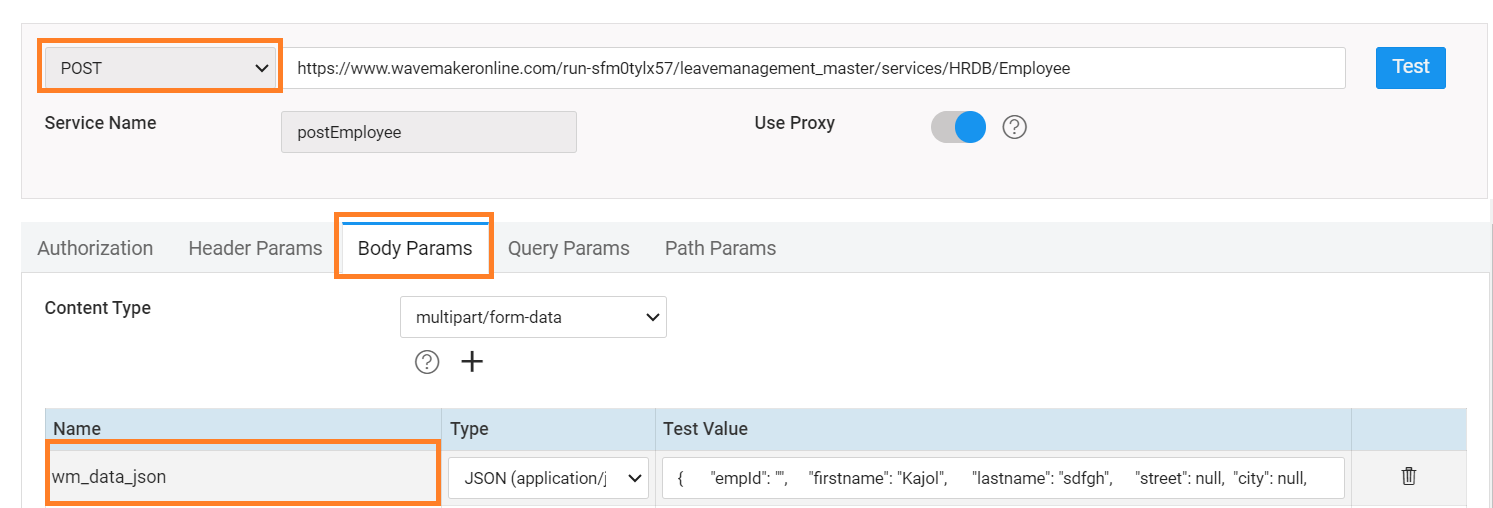 POST https://www.wavemakeronline.com/run-sfm0tylx57/leavemanagement_master/services/HRDB/Employee Test
Service Name postEmployee Use Proxy ?
Authorization Header Params Body Params Query Params Path Params
Content Type multipart/form-data
? +
Name Type Test Value
wm_data_json JSON (application/j { "empId": "", "firstname": "Kajol", "lastname": "sdfgh", "street": null, "city": null,